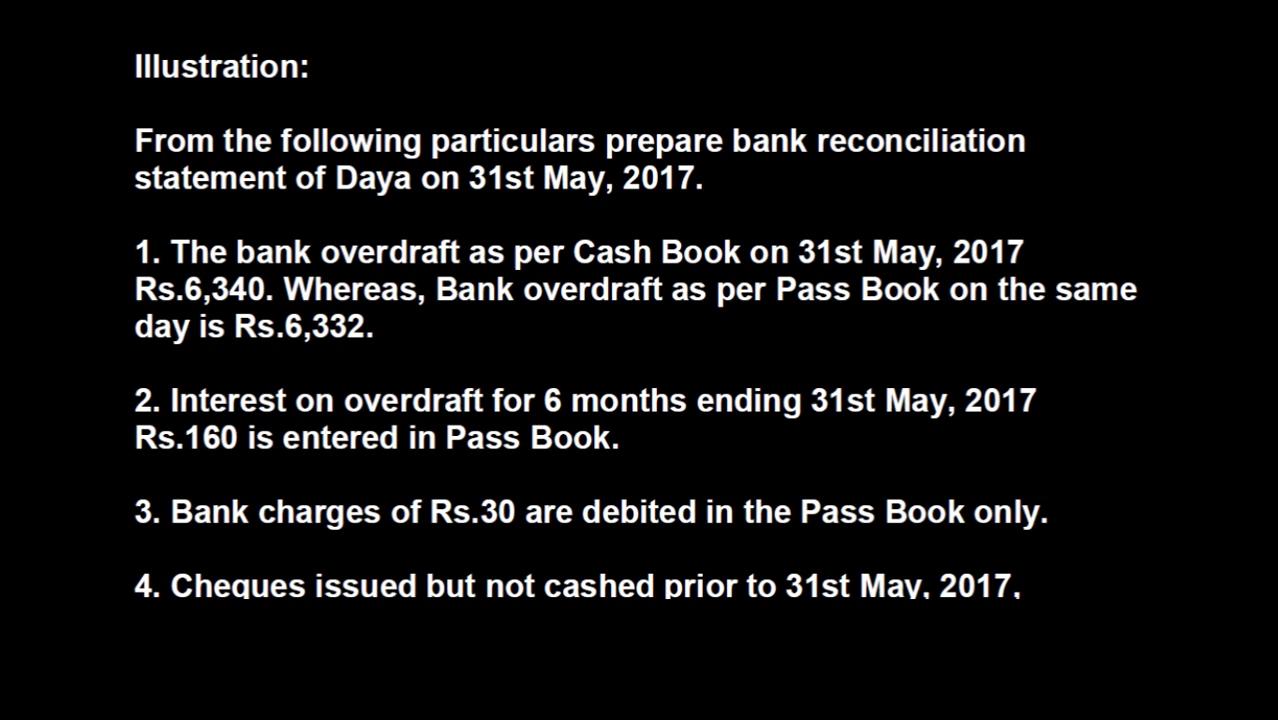 Illustration:
From the following particulars prepare bank reconciliation
statement of Daya on 31st May, 2017.
1. The bank overdraft as per Cash Book on 31st May, 2017
Rs.6,340. Whereas, Bank overdraft as per Pass Book on the same
day is Rs.6,332.
2. Interest on overdraft for 6 months ending 31st May, 2017
Rs.160 is entered in Pass Book.
3. Bank charges of Rs.30 are debited in the Pass Book only.
4. Cheques issued but not cashed prior to 31st May, 2017,